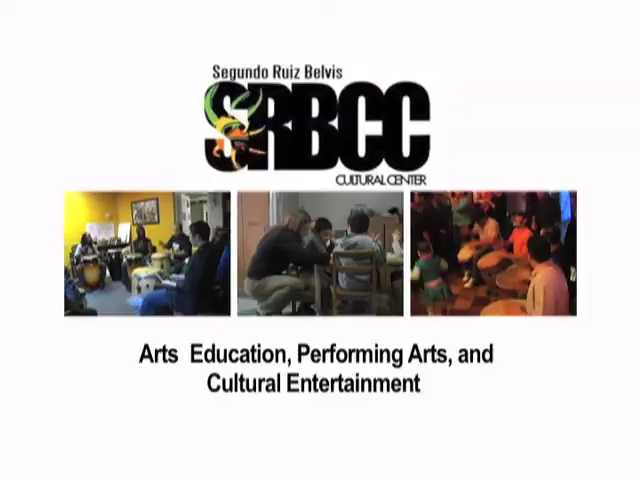 Segundo Ruiz Belvis
SRBCC
CULTURAL CENTER
Arts Education, Performing Arts, and
Cultural Entertainment